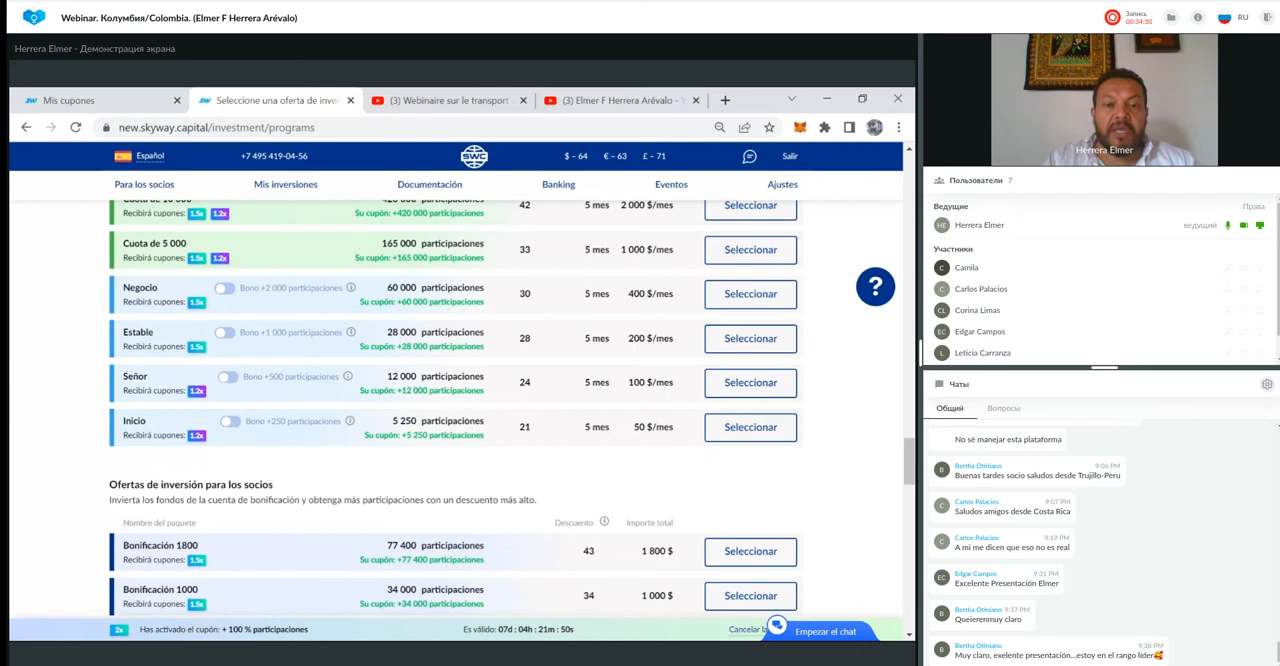 Webinar. Колумбия/Colombia. (Elmer F Herrera Arévalo)
Запись
00:34:50
RU
Herrera Elmer - Демонстрация экрана
Mis cupones
Seleccione una oferta de inver
(3) Webinaire sur le transport
(3) Elmer F Herrera Arévalo - Y
new.skyway.capital/investment/programs
Español
+7 495 419-04-56
SWC
$ – 64
€ – 63
£ – 71
Salir
Para los socios
Mis inversiones
Documentación
Banking
Eventos
Ajustes
Recibirá cupones: 1.5x 1.2x
Su cupón: +420 000 participaciones
42
5 mes
2 000 $/mes
Seleccionar
Cuota de 5 000
Recibirá cupones: 1.5x 1.2x
165 000 participaciones
Su cupón: +165 000 participaciones
33
5 mes
1 000 $/mes
Seleccionar
Negocio
Recibirá cupones: 1.5x
Bono +2 000 participaciones
60 000 participaciones
Su cupón: +60 000 participaciones
30
5 mes
400 $/mes
Seleccionar
Estable
Recibirá cupones: 1.5x
Bono +1 000 participaciones
28 000 participaciones
Su cupón: +28 000 participaciones
28
5 mes
200 $/mes
Seleccionar
Señor
Recibirá cupones: 1.2x
Bono +500 participaciones
12 000 participaciones
Su cupón: +12 000 participaciones
24
5 mes
100 $/mes
Seleccionar
Inicio
Recibirá cupones: 1.2x
Bono +250 participaciones
5 250 participaciones
Su cupón: +5 250 participaciones
21
5 mes
50 $/mes
Seleccionar
?
Ofertas de inversión para los socios
Invierta los fondos de la cuenta de bonificación y obtenga más participaciones con un descuento más alto.
Nombre del paquete
Descuento
Importe total
Bonificación 1800
Recibirá cupones: 1.5x
77 400 participaciones
Su cupón: +77 400 participaciones
43
1 800 $
Seleccionar
Bonificación 1000
Recibirá cupones: 1.5x
34 000 participaciones
Su cupón: +34 000 participaciones
34
1 000 $
Seleccionar
2x
Has activado el cupón: + 100 % participaciones
Es válido: 07d : 04h : 21m : 50s
Cancelar la
Empezar el chat
Herrera Elmer
Пользователи 7
Ведущие
Права
HE
Herrera Elmer
ведущий
Участники
C
Camila
C
Carlos Palacios
CL
Corina Limas
EC
Edgar Campos
L
Leticia Carranza
Чаты
Общий
Вопросы
No sé manejar esta plataforma
B
Bertha Otiniano
9:06 PM
Buenas tardes socio saludos desde Trujillo-Peru
C
Carlos Palacios
9:07 PM
Saludos amigos desde Costa Rica
C
Carlos Palacios
9:19 PM
A mi me dicen que eso no es real
EC
Edgar Campos
9:31 PM
Excelente Presentación Elmer
B
Bertha Otiniano 9:37 PM
Queierenmuy claro
B
Bertha Otiniano
9:38 PM
Muy claro, exelente presentación...estoy en el rango líder🥰